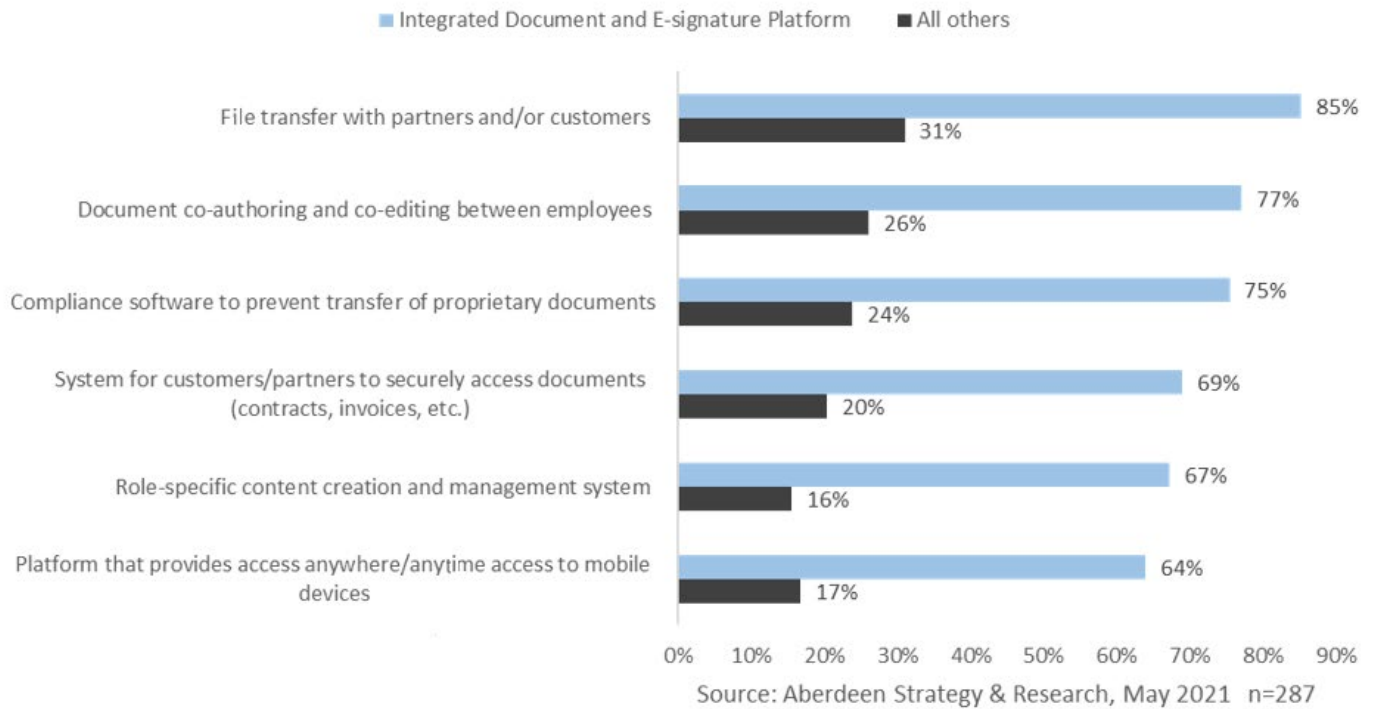 Integrated Document and E-signature Platform All others
File transfer with partners and/or customers
85%
31%
Document co-authoring and co-editing between employees
77%
26%
Compliance software to prevent transfer of proprietary documents
75%
24%
System for customers/partners to securely access documents
(contracts, invoices, etc.)
69%
20%
Role-specific content creation and management system
67%
16%
Platform that provides access anywhere/anytime access to mobile
devices
64%
17%
0% 10% 20% 30% 40% 50% 60% 70% 80% 90%
Source: Aberdeen Strategy & Research, May 2021 n=287